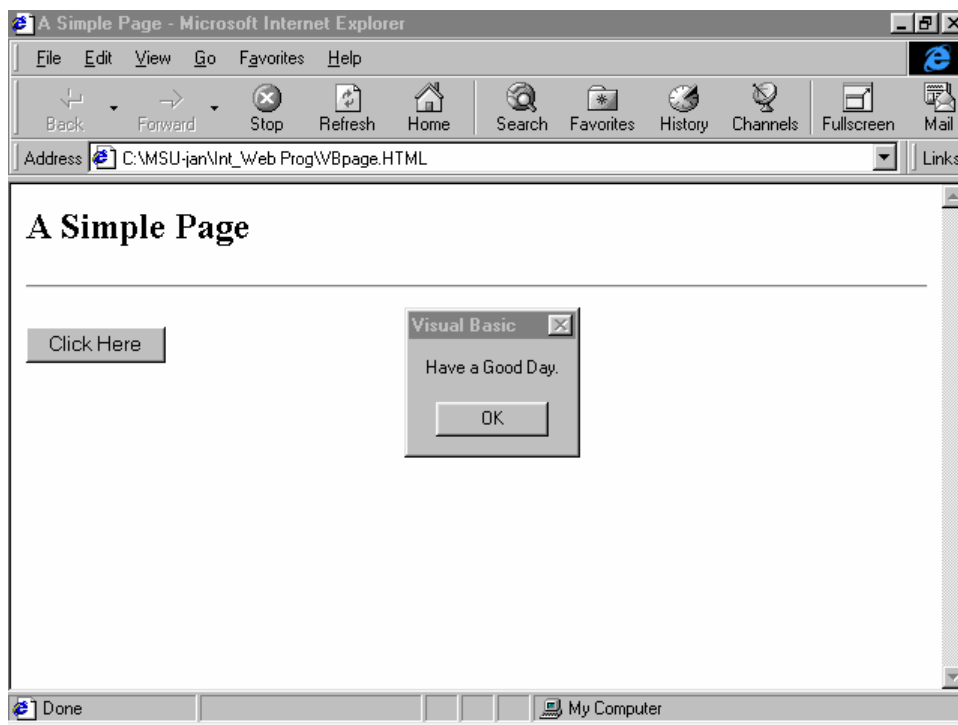 A Simple Page - Microsoft Internet Explorer
File Edit View Go Favorites Help
Back Forward Stop Refresh Home Search Favorites History Channels Fullscreen Mail
Address C:\MSU-jan\Int_Web Prog\VBpage.HTML Links
A Simple Page
Click Here
Visual Basic
Have a Good Day.
OK
Done My Computer